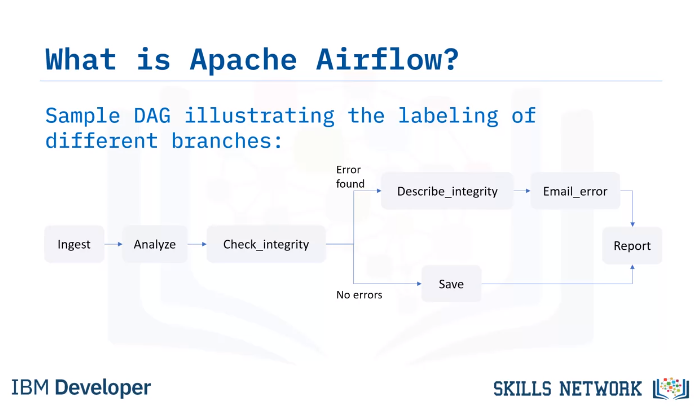 What is Apache Airflow?
Sample DAG illustrating the labeling of
different branches:
Error
found
Describe_integrity
Email_error
Ingest
Analyze
Check_integrity
Report
Save
No errors
IBM Developer
SKILLS NETWORK